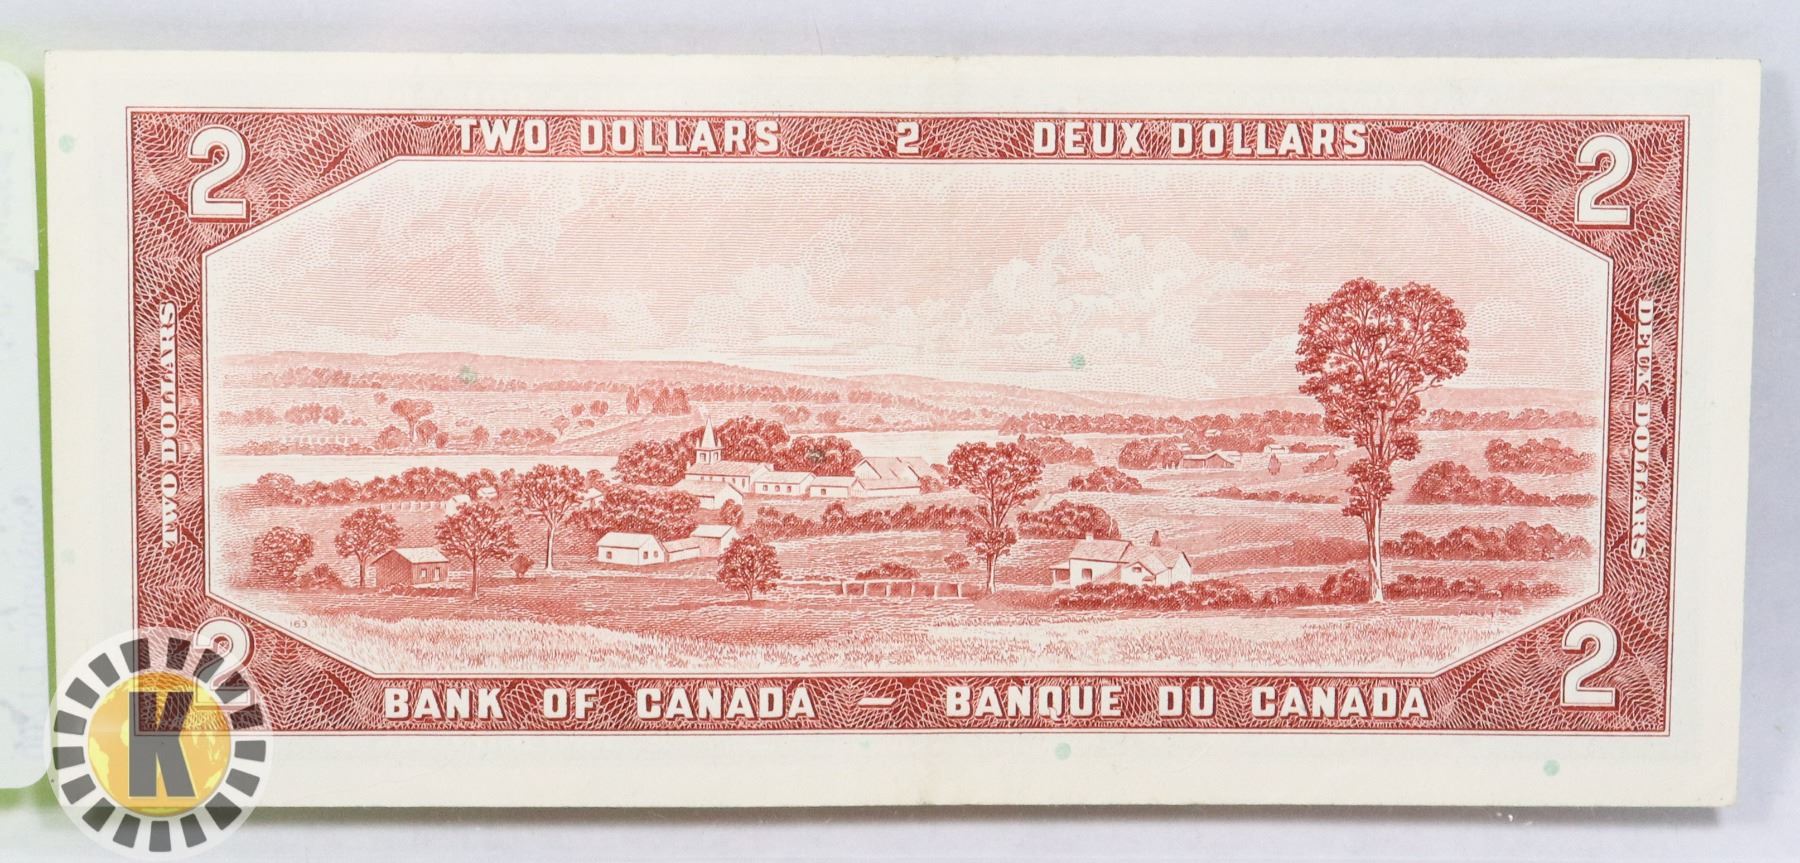 TWO DOLLARS 2 DEUX DOLLARS
2 2
TWO DOLLARS
DEUX DOLLARS
163
2 2
BANK OF CANADA — BANQUE DU CANADA
K